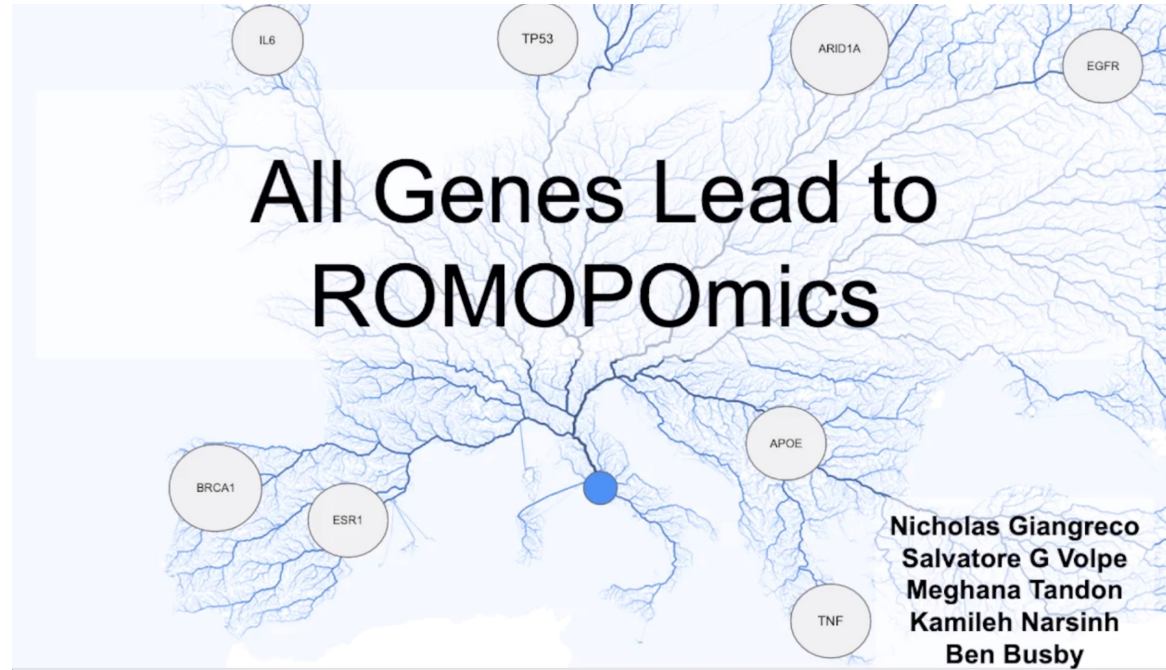 IL6
TP53
ARID1A
EGFR
All Genes Lead to
ROMOPOmics
APOE
BRCA1
ESR1
TNF
Nicholas Giangreco
Salvatore G Volpe
Meghana Tandon
Kamileh Narsinh
Ben Busby